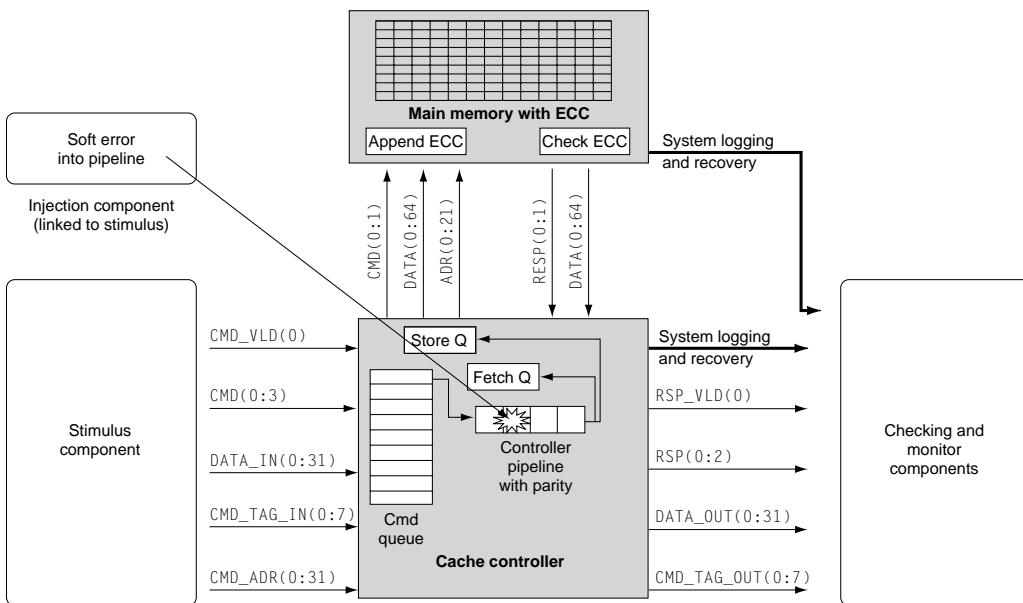 Main memory with ECC
Append ECC
Check ECC
Soft error
into pipeline
Injection component
(linked to stimulus)
System logging
and recovery
CMD(0:1)
DATA(0:64)
ADR(0:21)
RESP(0:1)
DATA(0:64)
Stimulus
component
CMD_VLD(0)
CMD(0:3)
DATA_IN(0:31)
CMD_TAG_IN(0:7)
CMD_ADR(0:31)
Store Q
Fetch Q
Controller
pipeline
with parity
Cmd
queue
Cache controller
System logging
and recovery
RSP_VLD(0)
RSP(0:2)
DATA_OUT(0:31)
CMD_TAG_OUT(0:7)
Checking and
monitor
components